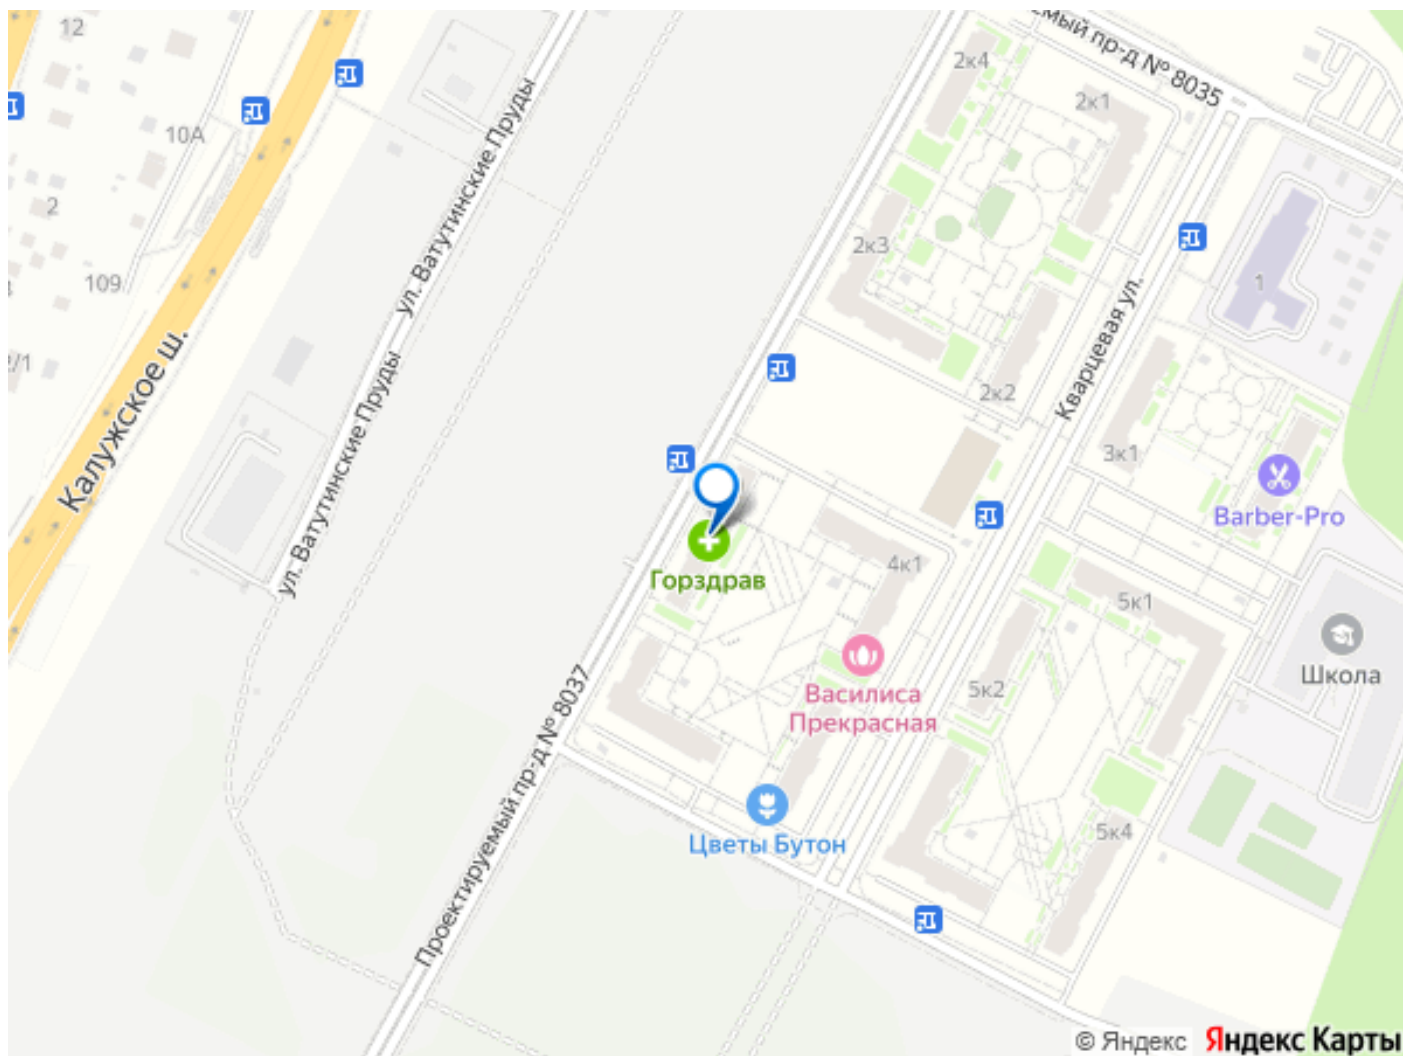 12
10А
2
109
2/1
Калужское ш.
ул. Ватутинские Пруды
ул. Ватутинские Пруды
2к4
пр-д № 8035
2к1
2к3
1
Кварцевая ул.
2к2
3к1
Barber-Pro
4к1
Горздрав
5к1
Школа
5к2
Василиса
Прекрасная
Проектируемый пр-д № 8037
Цветы Бутон
5к4
© Яндекс Яндекс Карты